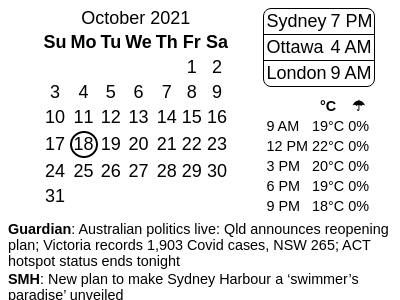 October 2021
Su Mo Tu We Th Fr Sa
1 2
3 4 5 6 7 8 9
10 11 12 13 14 15 16
17 18 19 20 21 22 23
24 25 26 27 28 29 30
31
Sydney 7 PM
Ottawa 4 AM
London 9 AM
°C ☂
9 AM 19°C 0%
12 PM 22°C 0%
3 PM 20°C 0%
6 PM 19°C 0%
9 PM 18°C 0%
Guardian: Australian politics live: Qld announces reopening
plan; Victoria records 1,903 Covid cases, NSW 265; ACT
hotspot status ends tonight
SMH: New plan to make Sydney Harbour a ‘swimmer’s
paradise’ unveiled